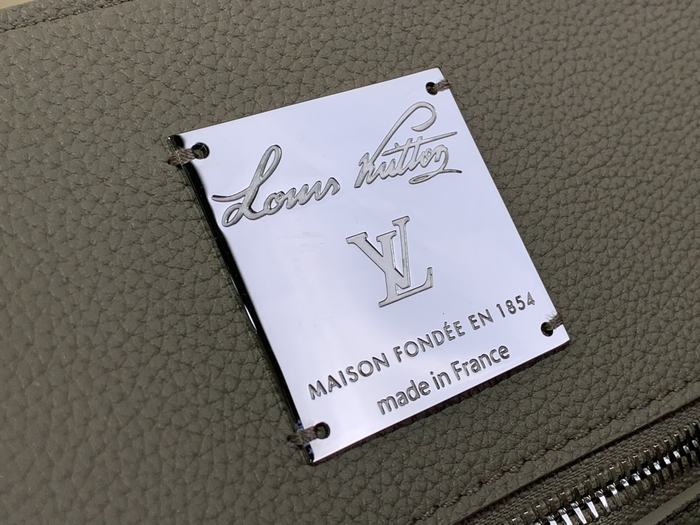 Louis Vuitton
LV
MAISON FONDÉE EN 1854
made in France